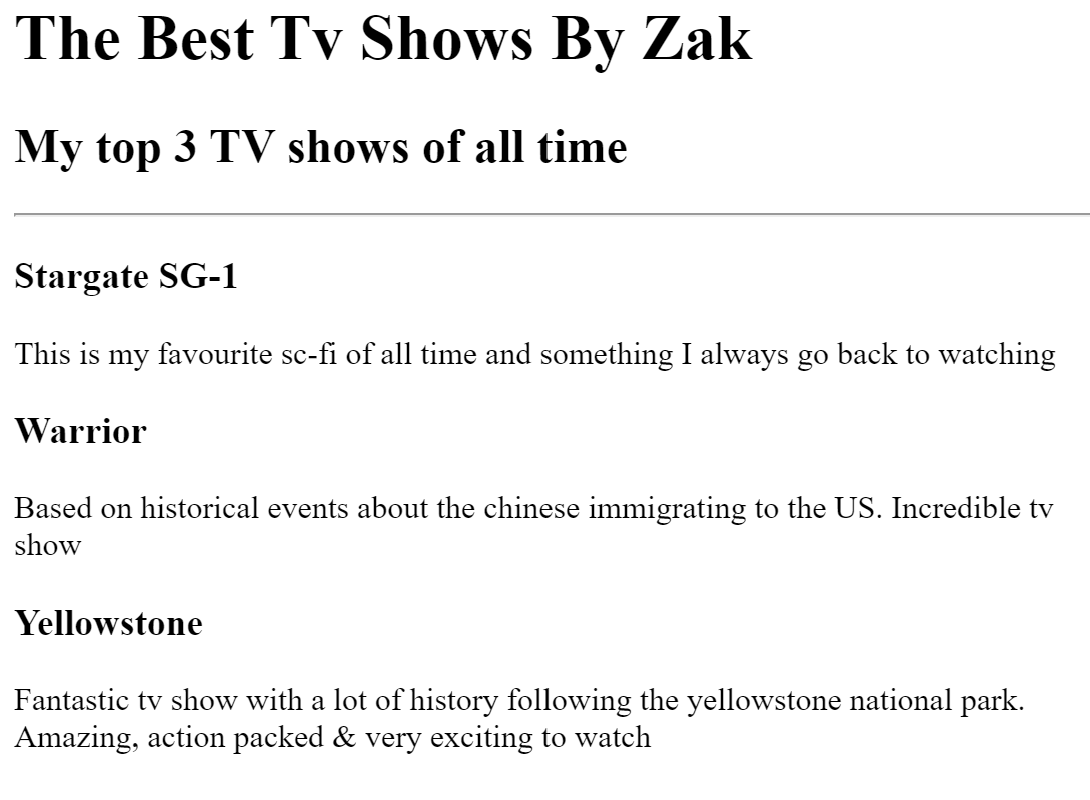 The Best Tv Shows By Zak
My top 3 TV shows of all time
Stargate SG-1
This is my favourite sc-fi of all time and something I always go back to watching
Warrior
Based on historical events about the chinese immigrating to the US. Incredible tv
show
Yellowstone
Fantastic tv show with a lot of history following the yellowstone national park.
Amazing, action packed & very exciting to watch